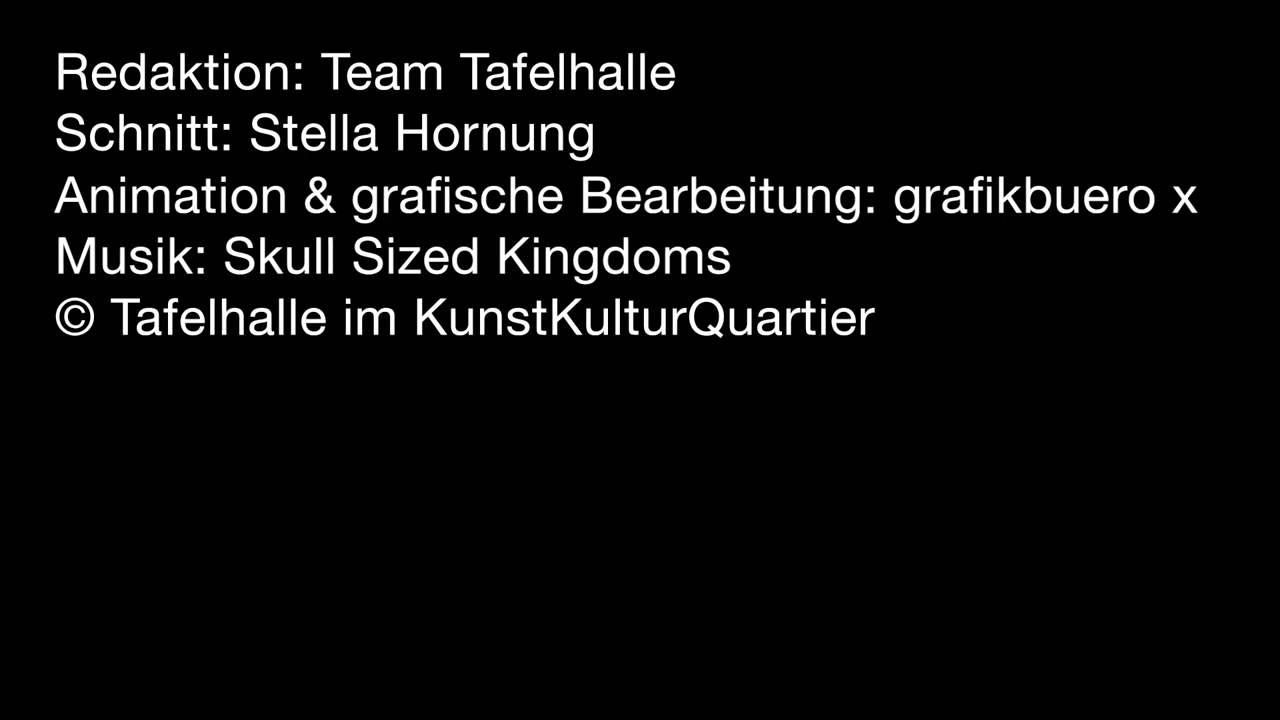 Redaktion: Team Tafelhalle
Schnitt: Stella Hornung
Animation & grafische Bearbeitung: grafikbuero x
Musik: Skull Sized Kingdoms
© Tafelhalle im KunstKulturQuartier